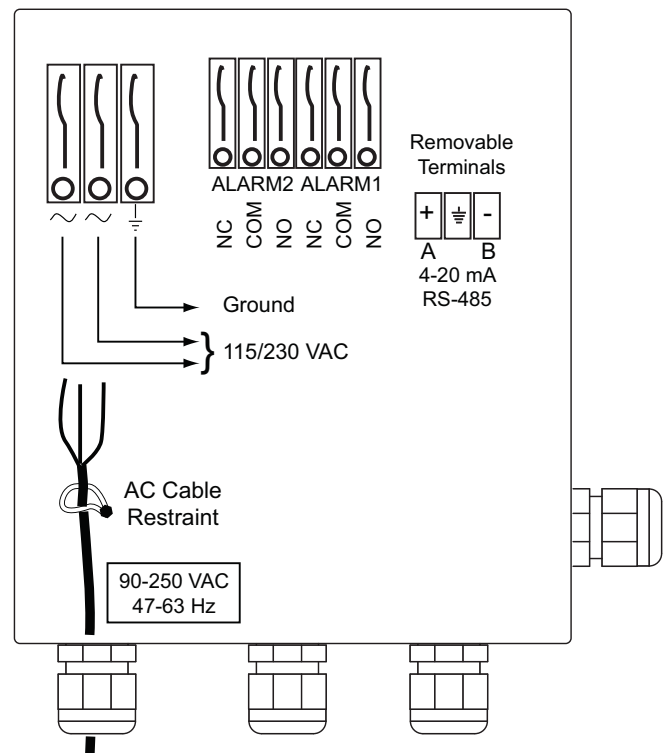 ALARM2 ALARM1
NC COM NO NC COM NO
Removable
Terminals
+ -
A B
4-20 mA
RS-485
Ground
115/230 VAC
AC Cable
Restraint
90-250 VAC
47-63 Hz